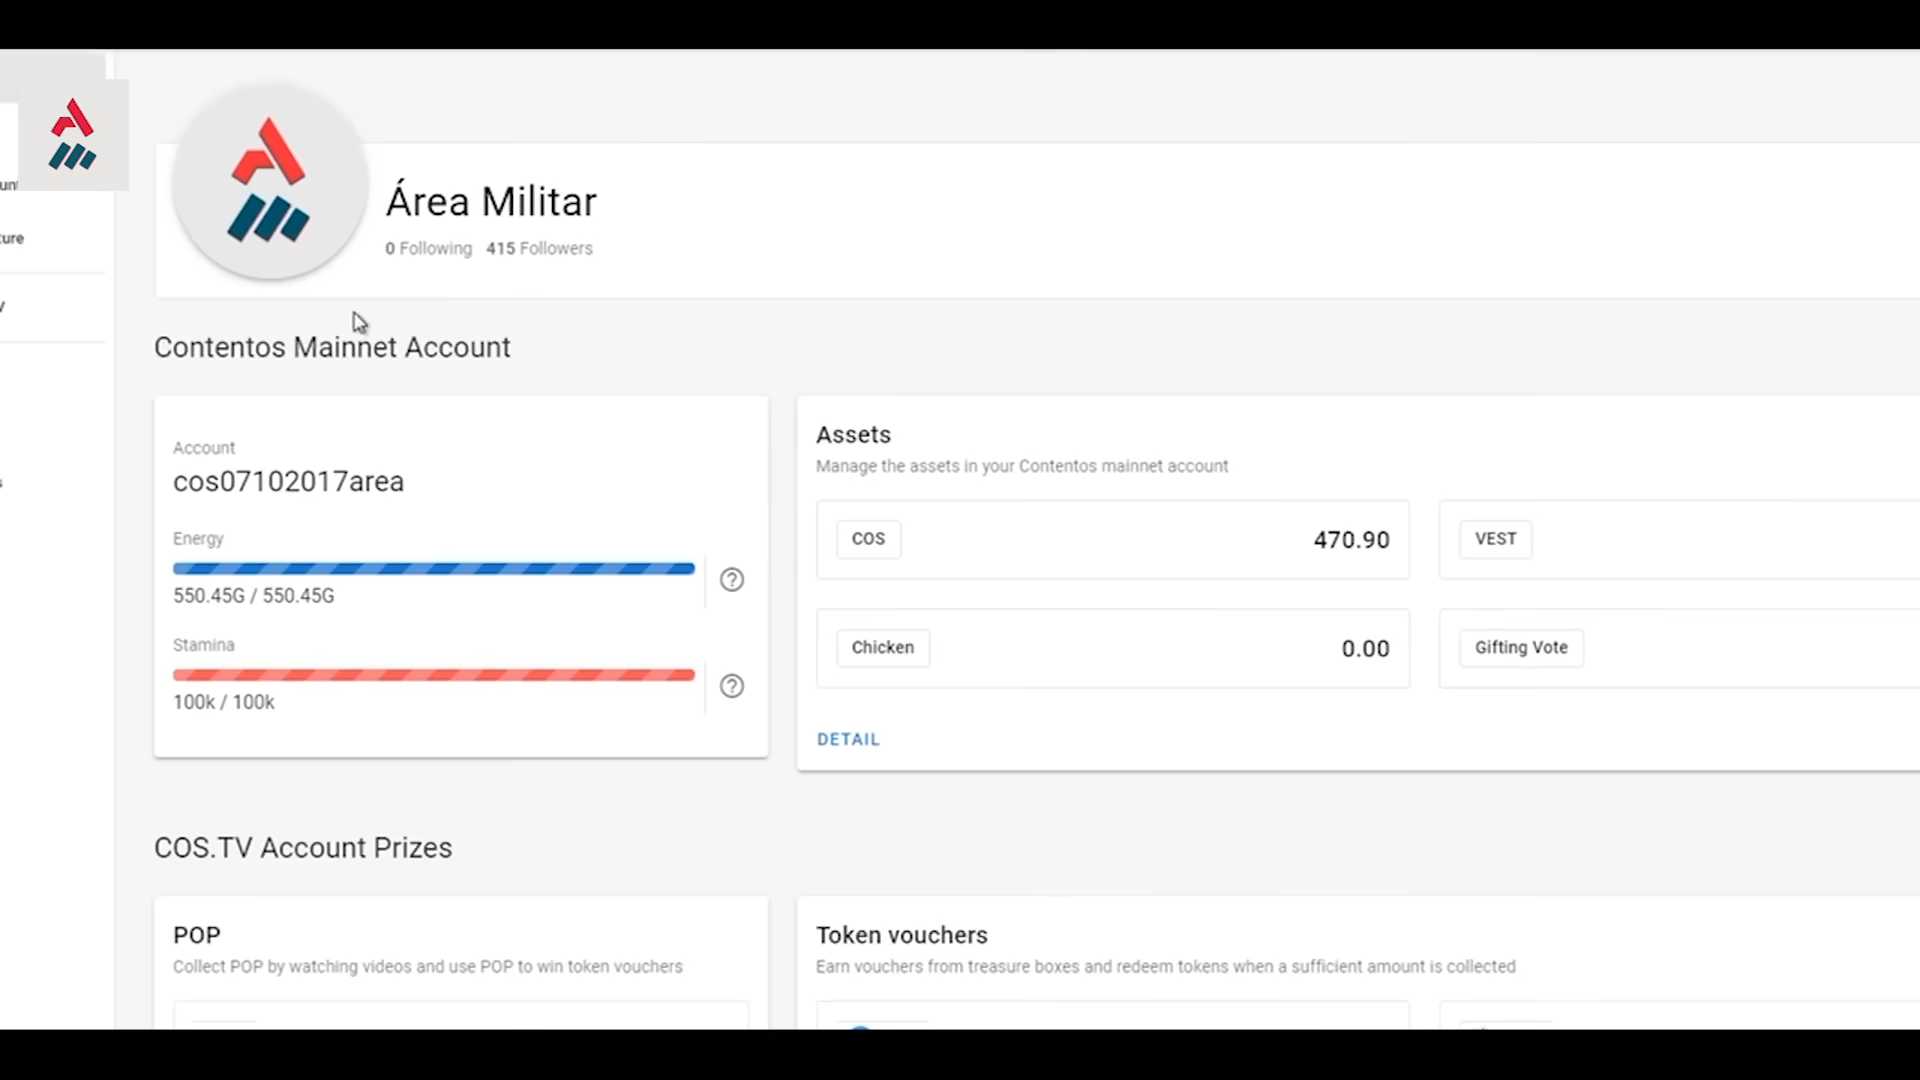 Área Militar
0 Following 415 Followers
Contentos Mainnet Account
Account
cos07102017area
Energy
550.45G / 550.45G
Stamina
100k / 100k
Assets
Manage the assets in your Contentos mainnet account
COS 470.90 VEST
Chicken 0.00 Gifting Vote
DETAIL
COS.TV Account Prizes
POP
Collect POP by watching videos and use POP to win token vouchers
Token vouchers
Earn vouchers from treasure boxes and redeem tokens when a sufficient amount is collected